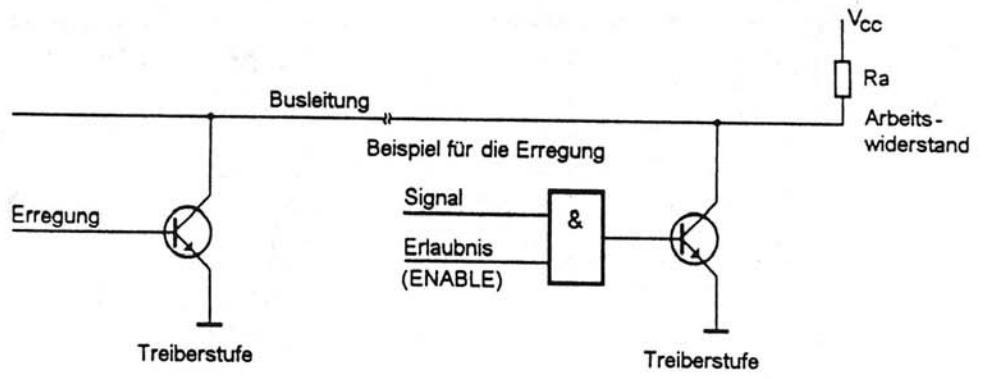 Vcc
Ra
Busleitung
Arbeits-
widerstand
Beispiel für die Erregung
Signal
Erregung
&
Erlaubnis
(ENABLE)
Treiberstufe
Treiberstufe